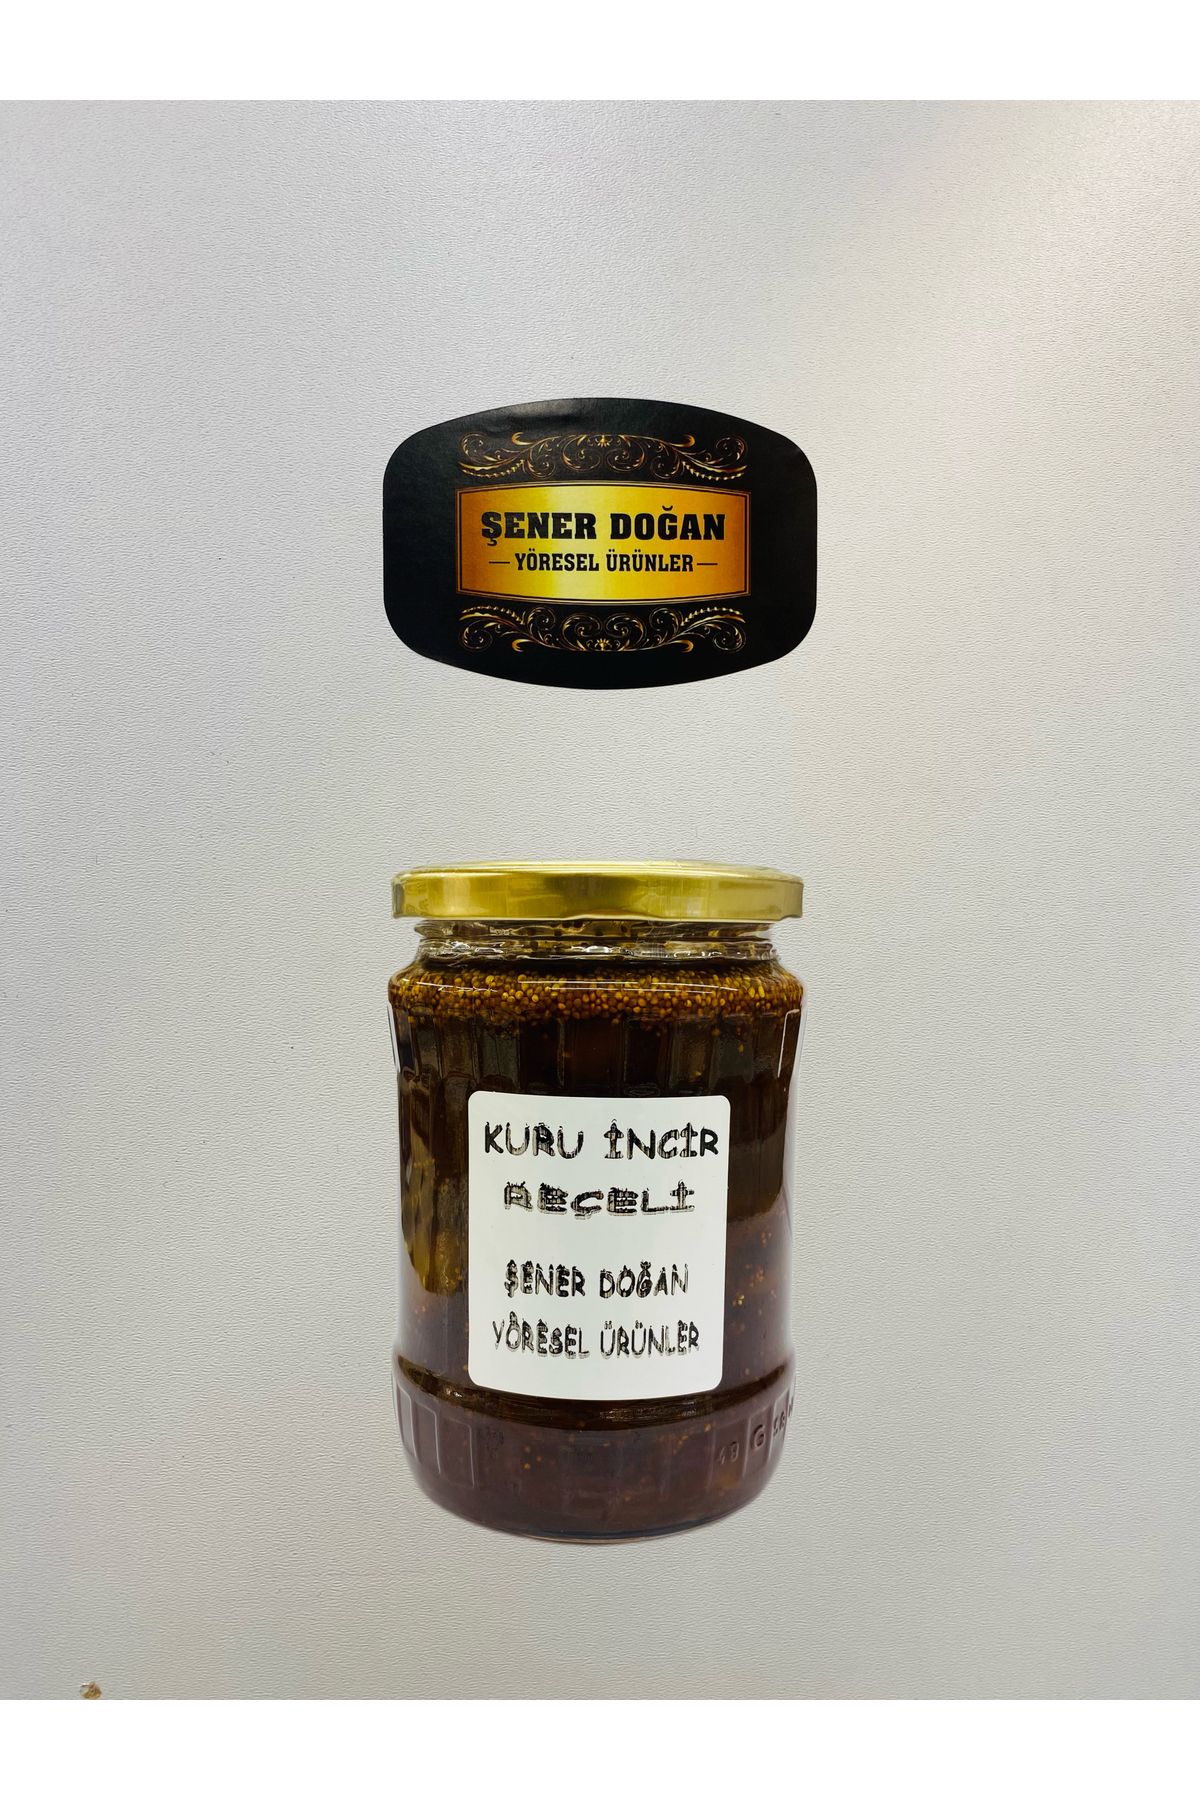 ŞENER DOĞAN
YÖRESEL ÜRÜNLER
KURU İNCİR
REÇELİ
ŞENER DOĞAN
YÖRESEL ÜRÜNLER